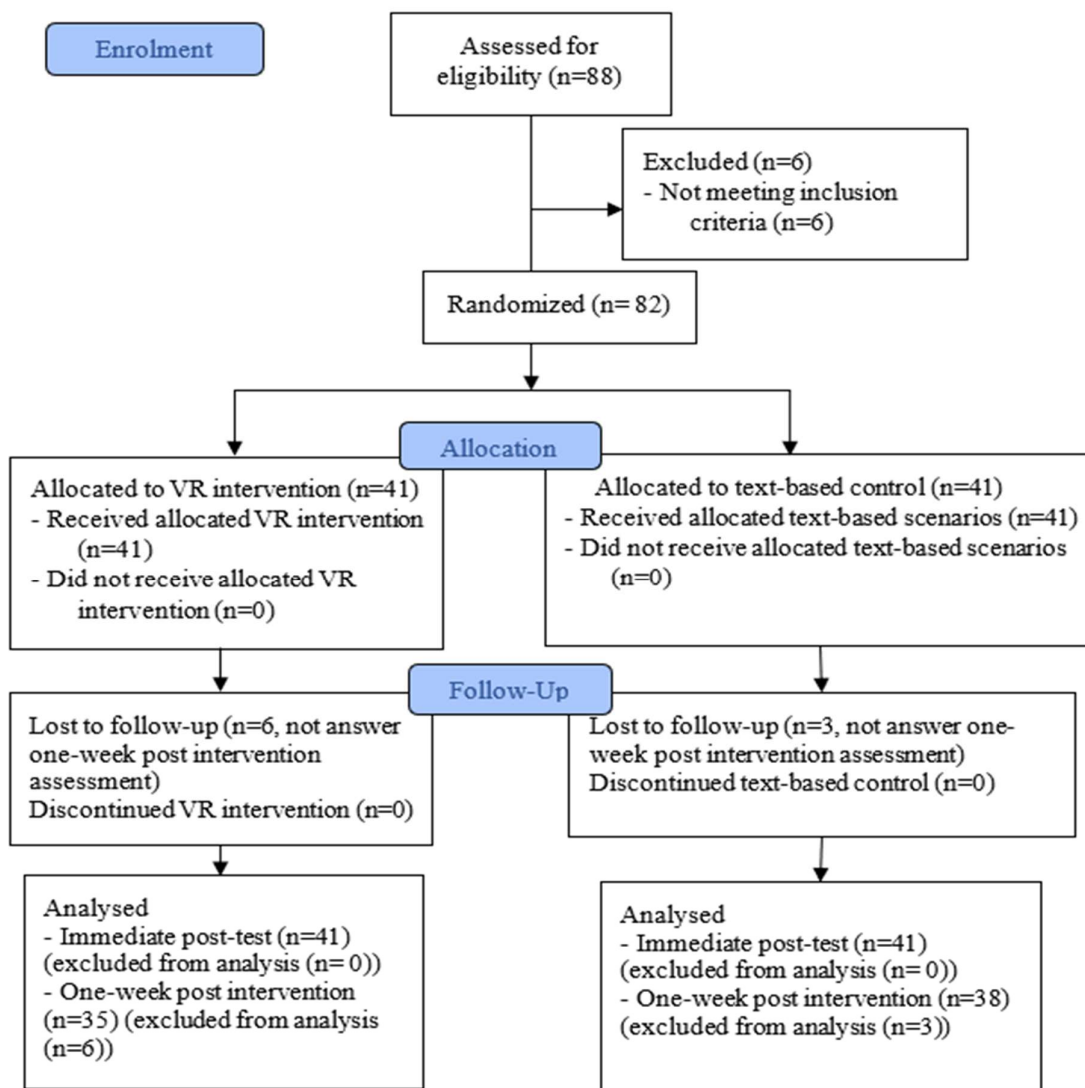 Enrolment
Assessed for
eligibility (n=88)
Excluded (n=6)
- Not meeting inclusion
criteria (n=6)
Randomized (n= 82)
Allocation
Allocated to VR intervention (n=41)
- Received allocated VR intervention
(n=41)
- Did not receive allocated VR
intervention (n=0)
Allocated to text-based control (n=41)
- Received allocated text-based scenarios (n=41)
- Did not receive allocated text-based scenarios
(n=0)
Follow-Up
Lost to follow-up (n=6, not answer
one-week post intervention
assessment)
Discontinued VR intervention (n=0)
Lost to follow-up (n=3, not answer one-
week post intervention assessment)
Discontinued text-based control (n=0)
Analysed
- Immediate post-test (n=41)
(excluded from analysis (n= 0))
- One-week post intervention
(n=35) (excluded from analysis
(n=6))
Analysed
- Immediate post-test (n=41)
(excluded from analysis (n= 0))
- One-week post intervention (n=38)
(excluded from analysis (n=3))